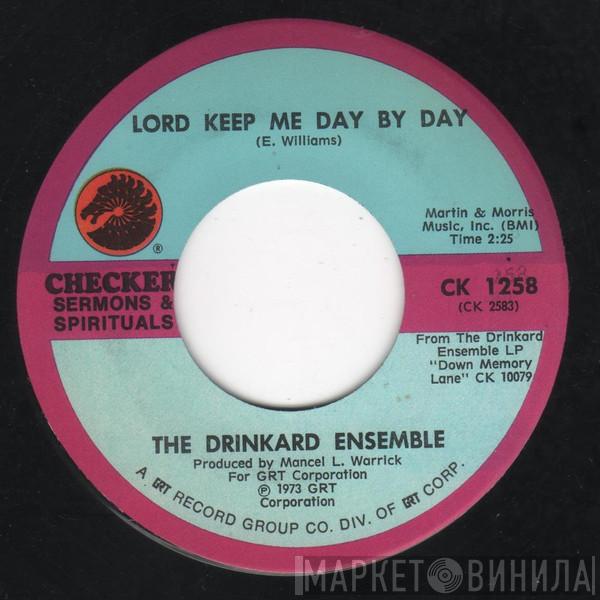 LORD KEEP ME DAY BY DAY
(E. Williams)
Martin & Morris
Music, Inc. (BMI)
Time 2:25
®
CHECKER
SERMONS &
SPIRITUALS
CK 1258
(CK 2583)
From The Drinkard
Ensemble LP
"Down Memory
Lane" CK 10079
THE DRINKARD ENSEMBLE
Produced by Mancel L. Warrick
For GRT Corporation
℗ 1973 GRT
Corporation
A GRT RECORD GROUP CO. DIV. OF GRT CORP.
МАРКЕТ ВИНИЛА